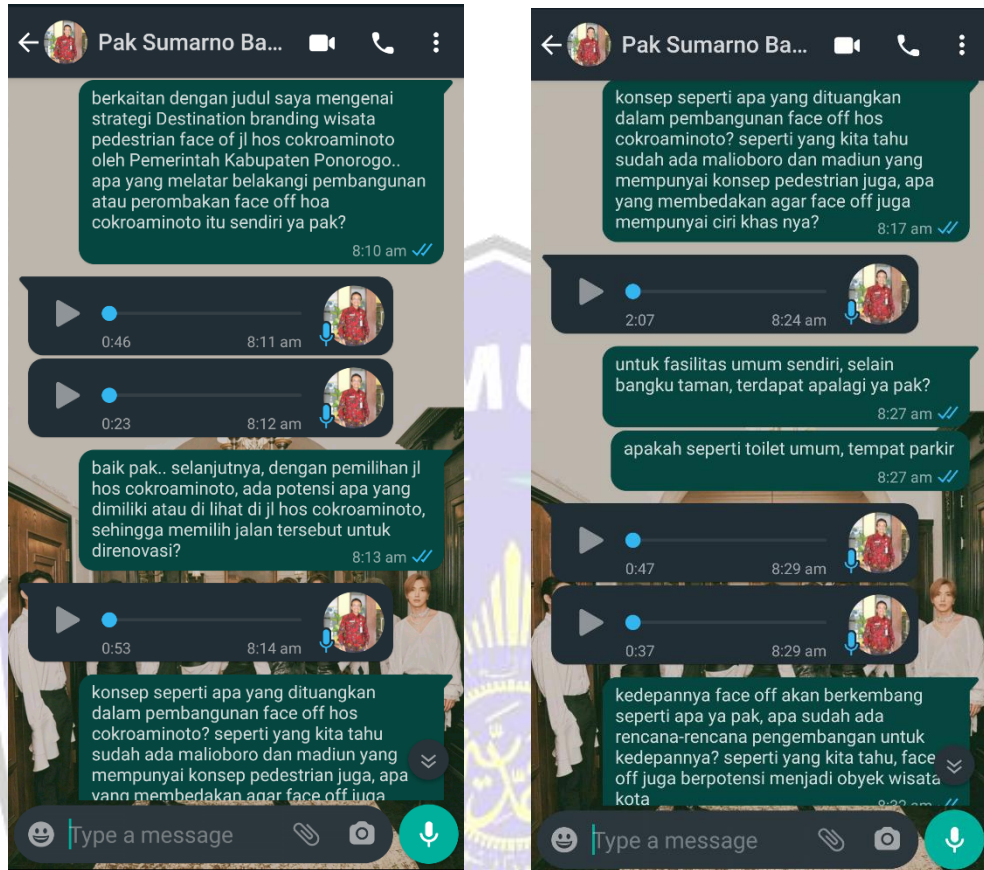 Pak Sumarno Ba...
berkaitan dengan judul saya mengenai
strategi Destination branding wisata
pedestrian face of jl hos cokroaminoto
oleh Pemerintah Kabupaten Ponorogo..
apa yang melatar belakangi pembangunan
atau perombakan face off hoa
cokroaminoto itu sendiri ya pak?
8:10 am
0:46 8:11 am
0:23 8:12 am
baik pak.. selanjutnya, dengan pemilihan jl
hos cokroaminoto, ada potensi apa yang
dimiliki atau di lihat di jl hos cokroaminoto,
sehingga memilih jalan tersebut untuk
direnovasi?
8:13 am
0:53 8:14 am
konsep seperti apa yang dituangkan
dalam pembangunan face off hos
cokroaminoto? seperti yang kita tahu
sudah ada malioboro dan madiun yang
mempunyai konsep pedestrian juga, apa
yang membedakan agar face off juga
Type a message
Pak Sumarno Ba...
konsep seperti apa yang dituangkan
dalam pembangunan face off hos
cokroaminoto? seperti yang kita tahu
sudah ada malioboro dan madiun yang
mempunyai konsep pedestrian juga, apa
yang membedakan agar face off juga
mempunyai ciri khas nya?
8:17 am
2:07 8:24 am
untuk fasilitas umum sendiri, selain
bangku taman, terdapat apalagi ya pak?
8:27 am
apakah seperti toilet umum, tempat parkir
8:27 am
0:47 8:29 am
0:37 8:29 am
kedepannya face off akan berkembang
seperti apa ya pak, apa sudah ada
rencana-rencana pengembangan untuk
kedepannya? seperti yang kita tahu, face
off juga berpotensi menjadi obyek wisata
kota
8:32 am
Type a message